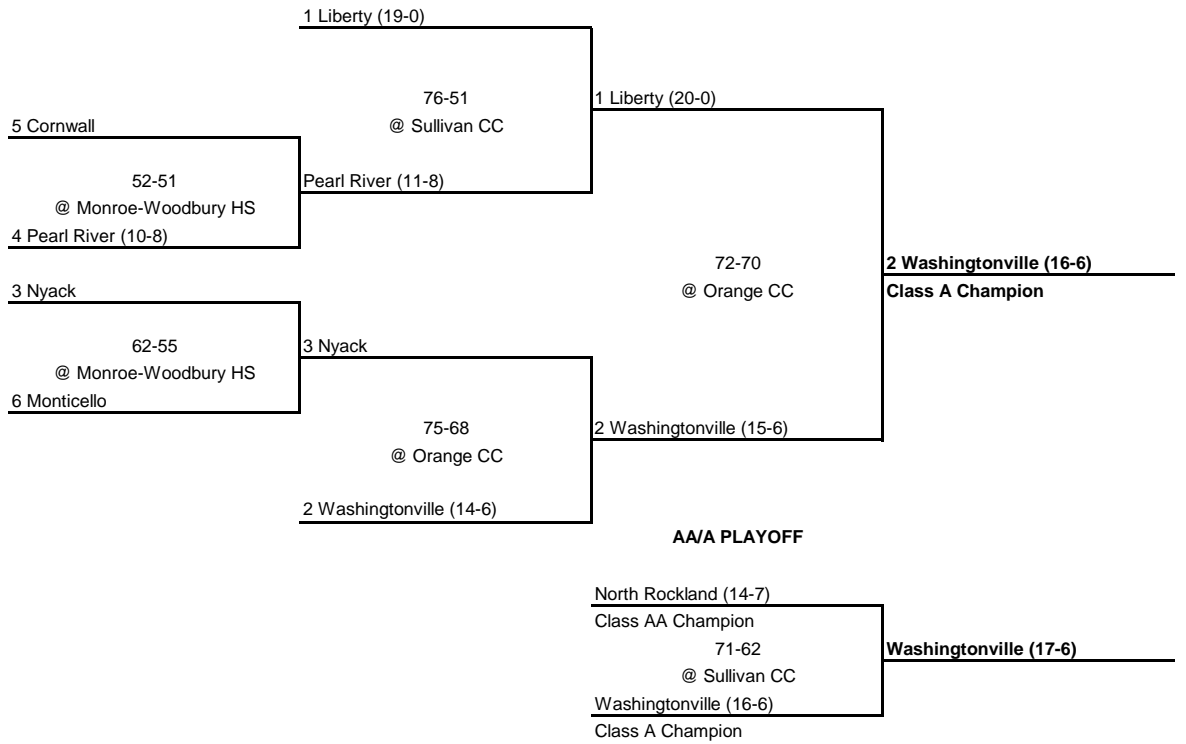 1 Liberty (19-0)
76-51
@ Sullivan CC
1 Liberty (20-0)
5 Cornwall
52-51
@ Monroe-Woodbury HS
Pearl River (11-8)
4 Pearl River (10-8)
72-70
@ Orange CC
2 Washingtonville (16-6)
Class A Champion
3 Nyack
62-55
@ Monroe-Woodbury HS
3 Nyack
6 Monticello
75-68
@ Orange CC
2 Washingtonville (15-6)
2 Washingtonville (14-6)
AA/A PLAYOFF
North Rockland (14-7)
Class AA Champion
71-62
@ Sullivan CC
Washingtonville (17-6)
Washingtonville (16-6)
Class A Champion